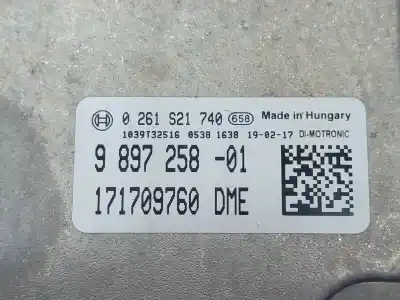 0 261 S21 740 658 Made in Hungary
1039T32516 0538 1638 19-02-17 DI-MOTRONIC
9 897 258 -01
171709760 DME